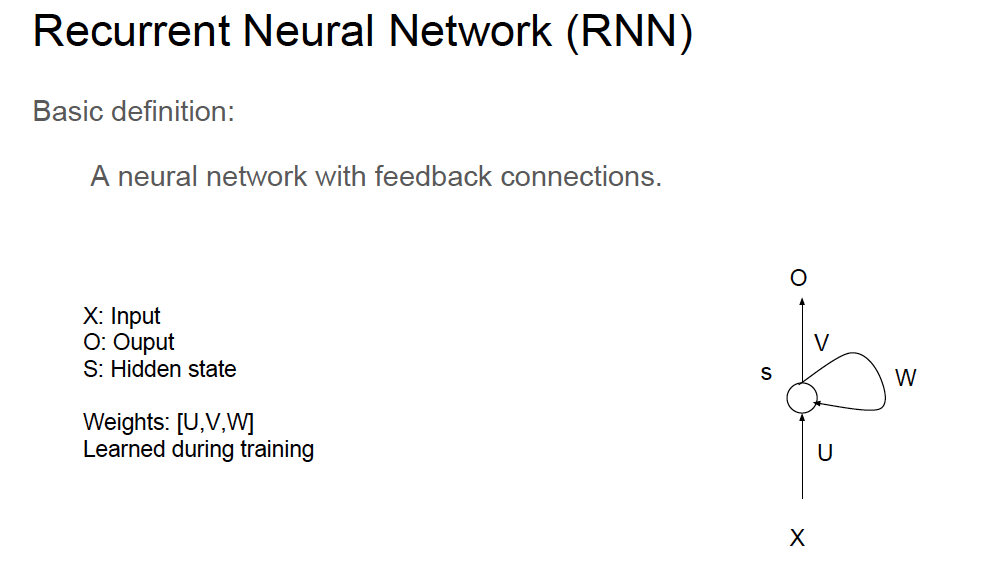 Recurrent Neural Network (RNN)
Basic definition:
A neural network with feedback connections.
X: Input
O: Ouput
S: Hidden state
Weights: [U,V,W]
Learned during training
O
V
s
W
U
X